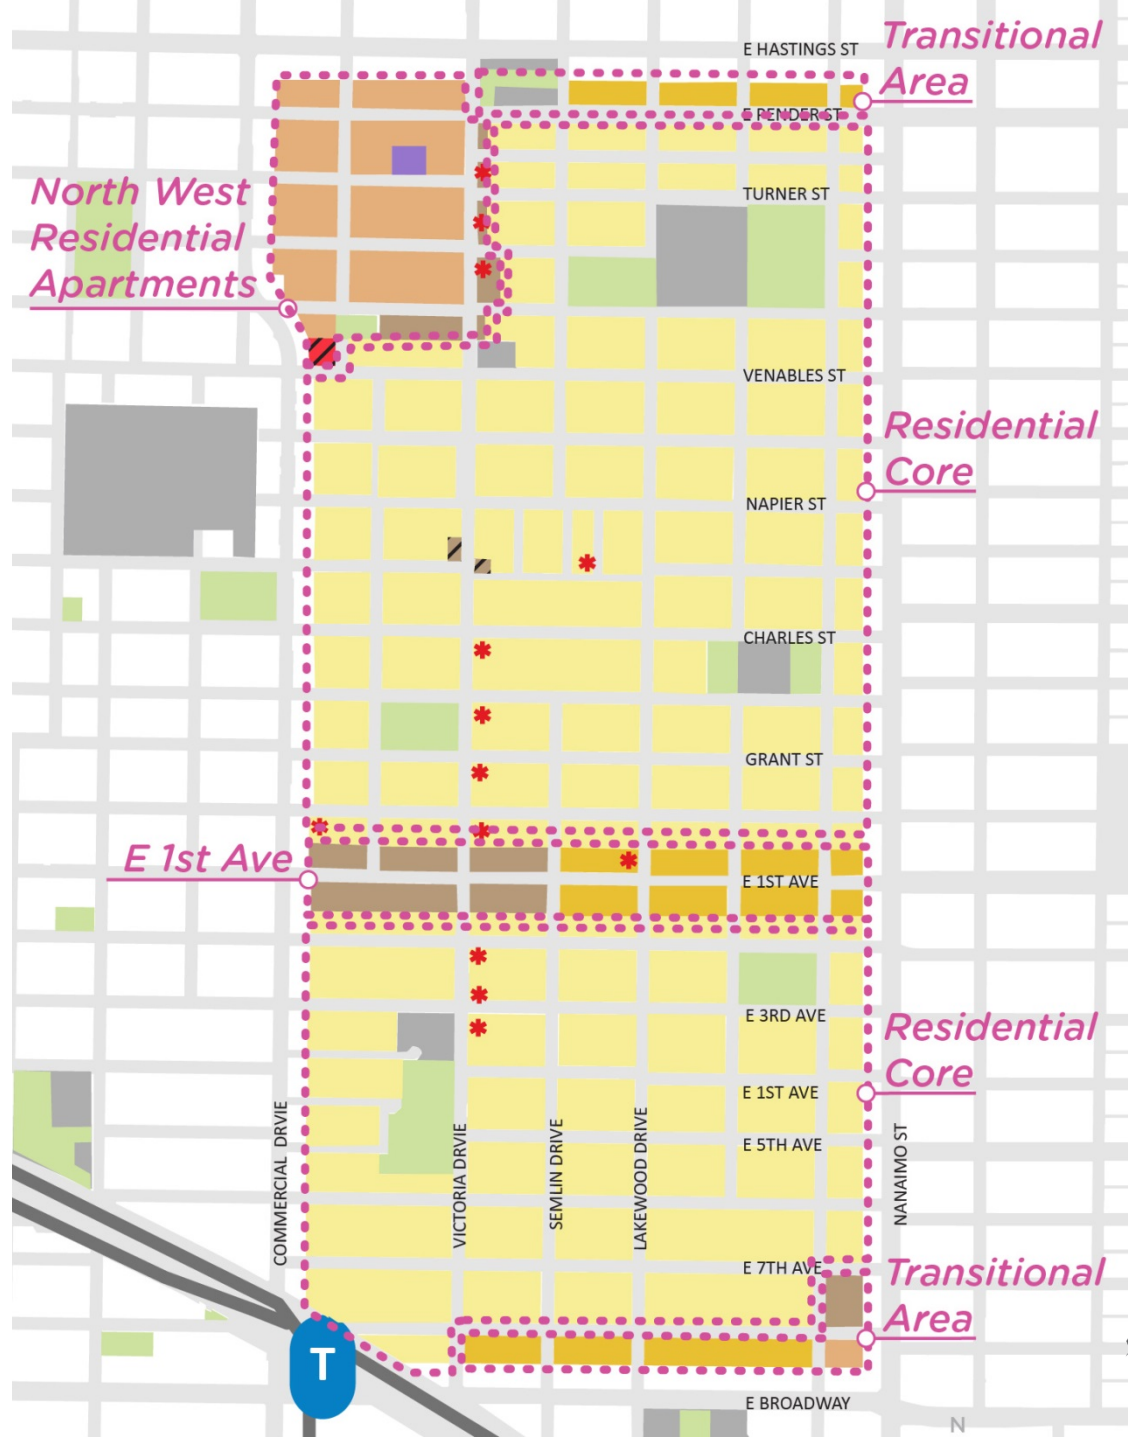 E HASTINGS ST
Transitional
Area
E PENDER ST
North West
Residential
Apartments
TURNER ST
VENABLES ST
Residential
Core
NAPIER ST
CHARLES ST
GRANT ST
E 1st Ave
E 1ST AVE
E 3RD AVE
Residential
Core
E 1ST AVE
E 5TH AVE
COMMERCIAL DRVIE
VICTORIA DRVIE
SEMLIN DRIVE
LAKEWOOD DRIVE
NANAIMO ST
E 7TH AVE
Transitional
Area
T
E BROADWAY
N